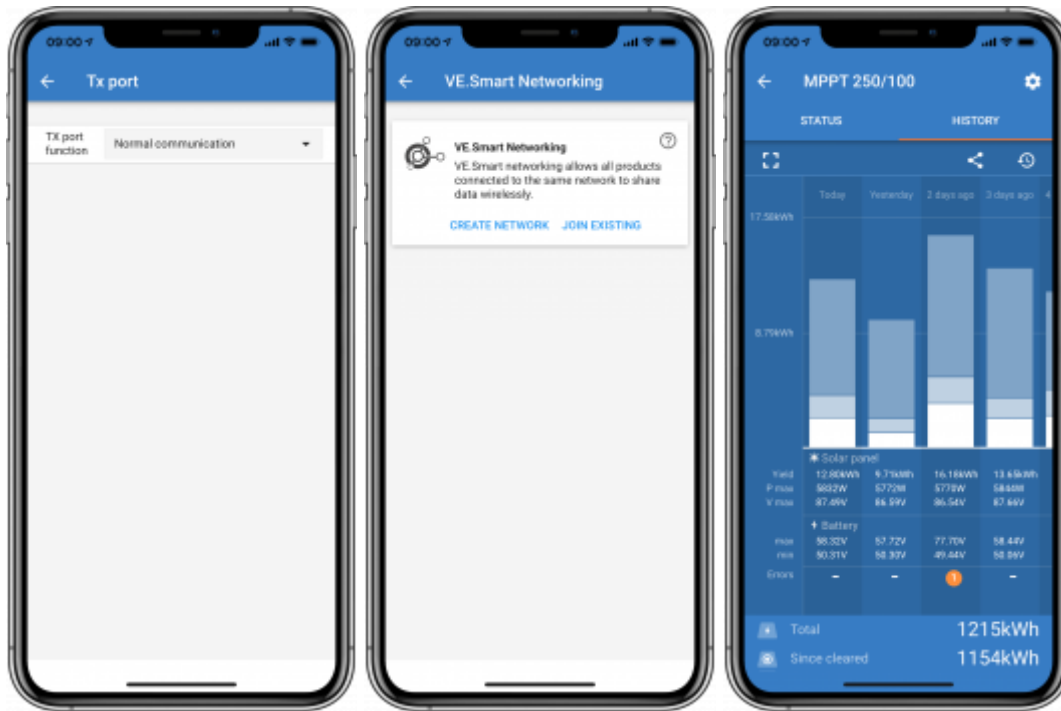 09:00
Tx port
TX port
function
Normal communication
09:00
VE.Smart Networking
VE.Smart Networking
VE.Smart networking allows all products
connected to the same network to share
data wirelessly.
CREATE NETWORK JOIN EXISTING
09:00
MPPT 250/100
STATUS HISTORY
Today Yesterday 2 days ago 3 days ago 4
17.58kWh
8.79kWh
Solar panel
Yield 12.80kWh 9.71kWh 16.18kWh 13.65kWh
P max 5832W 5772W 5770W 5844W
V max 87.49V 86.59V 86.54V 87.66V
Battery
max 58.32V 57.72V 77.70V 58.44V
min 50.31V 50.30V 49.44V 50.06V
Errors - - 1 -
Total 1215kWh
Since cleared 1154kWh